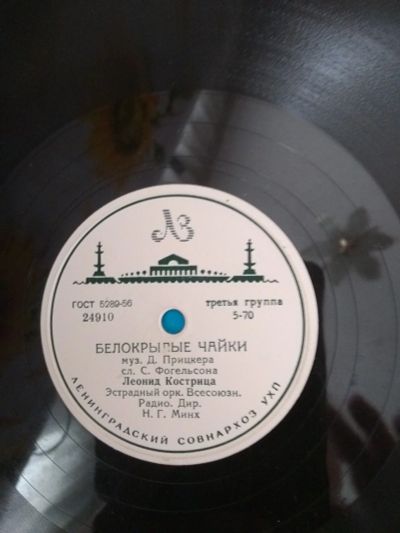 ЛЗ
ГОСТ 5289-56
24910
третья группа
5-70
БЕЛОКРЫЛЫЕ ЧАЙКИ
муз. Д. Прицкера
сл. С. Фогельсона
Леонид Кострица
Эстрадный орк. Всесоюзн.
Радио. Дир.
Н. Г. Минх
ЛЕНИНГРАДСКИЙ СОВНАРХОЗ УХП